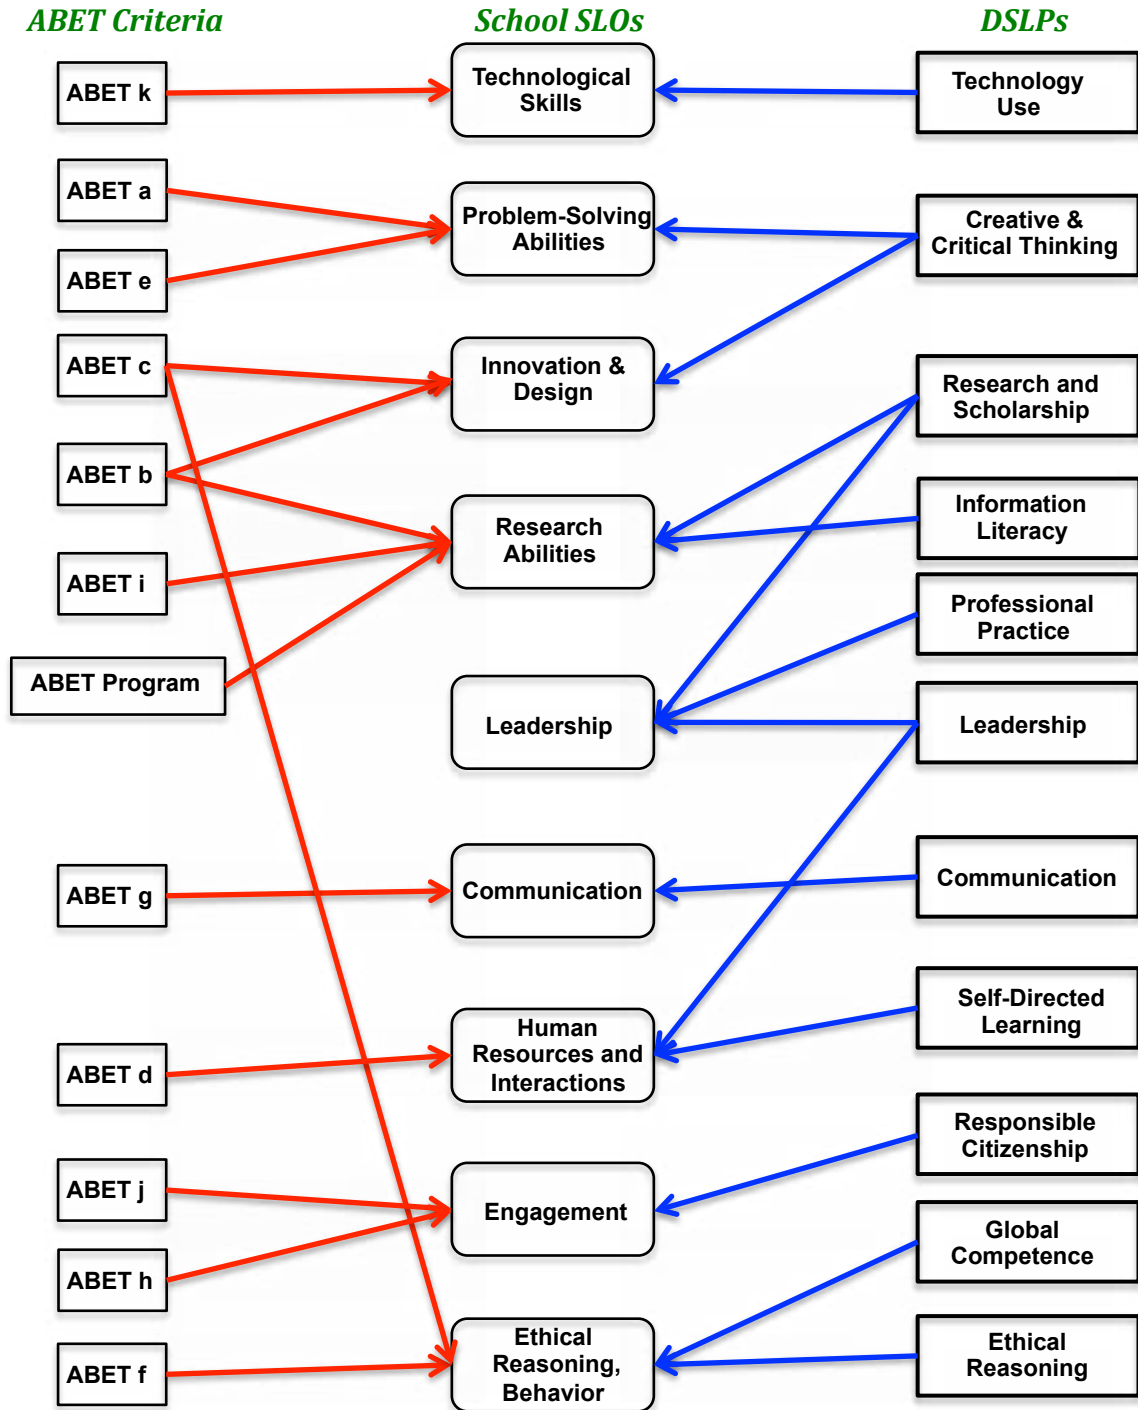 ABET Criteria
School SLOs
DSLPs
ABET k
Technological
Skills
Technology
Use
ABET a
Problem-Solving
Abilities
Creative &
Critical Thinking
ABET e
ABET c
Innovation &
Design
Research and
Scholarship
ABET b
Research
Abilities
Information
Literacy
ABET i
Professional
Practice
ABET Program
Leadership
Leadership
ABET g
Communication
Communication
ABET d
Human
Resources and
Interactions
Self-Directed
Learning
ABET j
Engagement
Responsible
Citizenship
ABET h
Global
Competence
ABET f
Ethical
Reasoning,
Behavior
Ethical
Reasoning